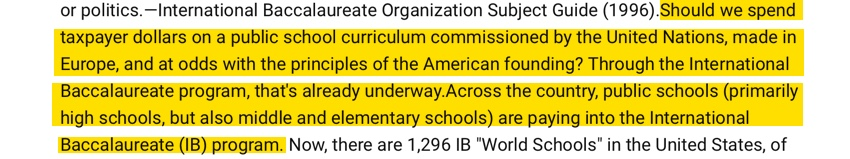 or politics.—International Baccalaureate Organization Subject Guide (1996).Should we spend
taxpayer dollars on a public school curriculum commissioned by the United Nations, made in
Europe, and at odds with the principles of the American founding? Through the International
Baccalaureate program, that's already underway.Across the country, public schools (primarily
high schools, but also middle and elementary schools) are paying into the International
Baccalaureate (IB) program. Now, there are 1,296 IB "World Schools" in the United States, of